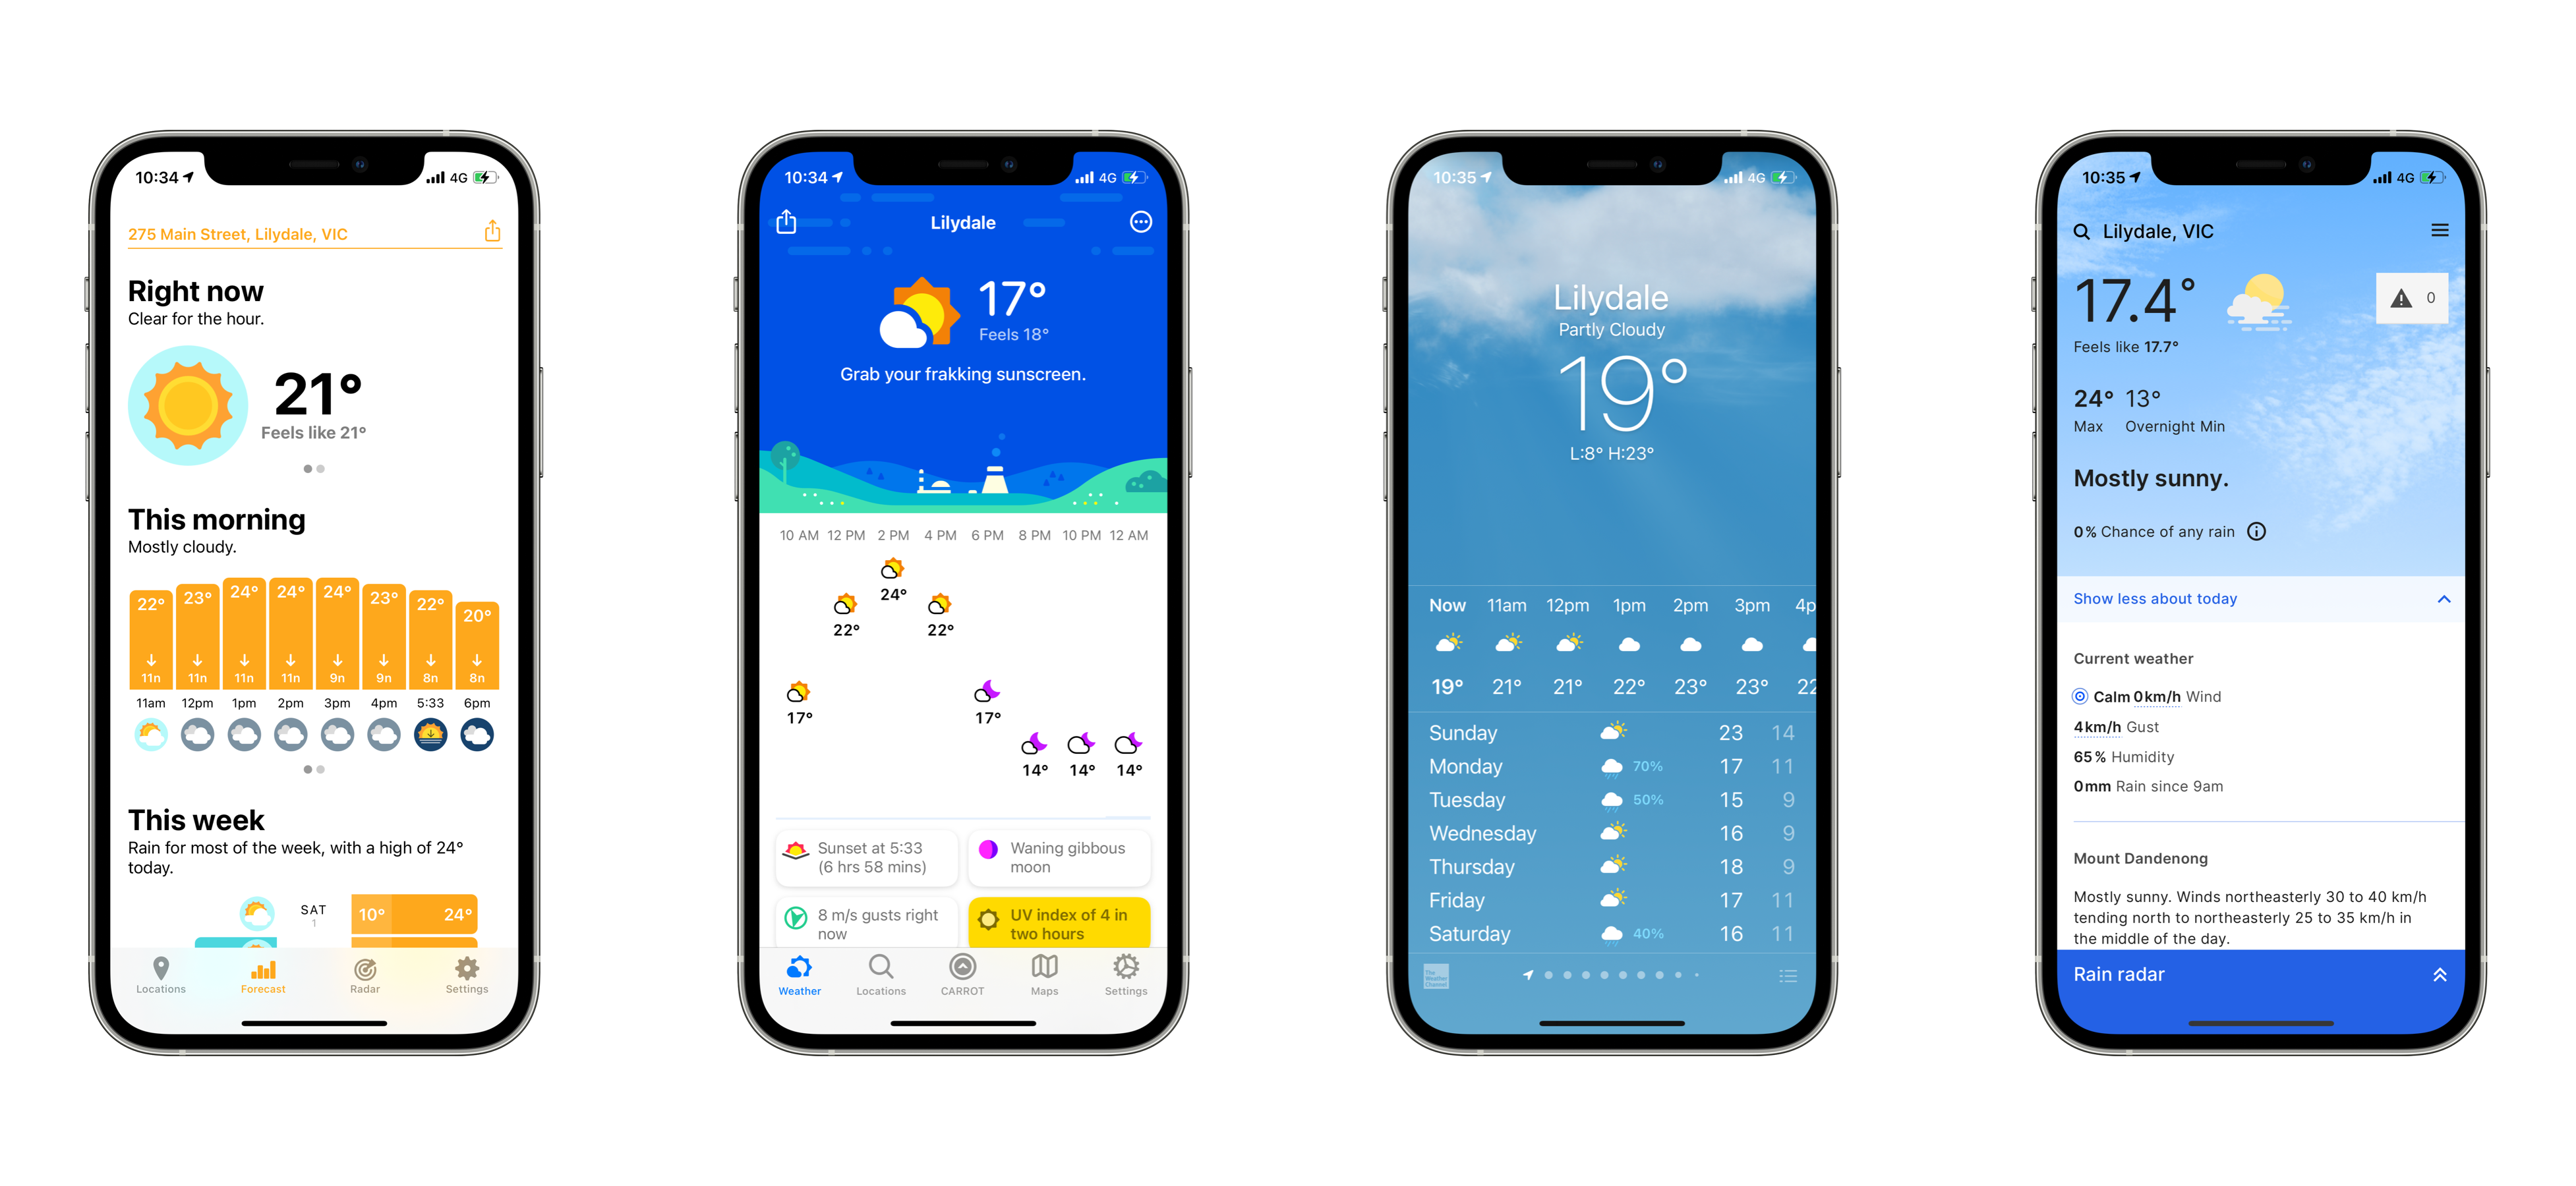 10:34
4G
275 Main Street, Lilydale, VIC
Right now
Clear for the hour.
21°
Feels like 21°
This morning
Mostly cloudy.
22° 23° 24° 24° 24° 23° 22° 20°
11n 11n 11n 11n 9n 9n 8n 8n
11am 12pm 1pm 2pm 3pm 4pm 5:33 6pm
This week
Rain for most of the week, with a high of 24°
today.
SAT
1
10° 24°
Locations Forecast Radar Settings
10:34
4G
Lilydale
17°
Feels 18°
Grab your frakking sunscreen.
10 AM 12 PM 2 PM 4 PM 6 PM 8 PM 10 PM 12 AM
24°
22° 22°
17° 17°
14° 14° 14°
Sunset at 5:33
(6 hrs 58 mins)
Waning gibbous
moon
8 m/s gusts right
now
UV index of 4 in
two hours
Weather Locations CARROT Maps Settings
10:35
4G
Lilydale
Partly Cloudy
19°
L:8° H:23°
Now 11am 12pm 1pm 2pm 3pm 4p
19° 21° 21° 22° 23° 23° 22
Sunday 23 14
Monday 70% 17 11
Tuesday 50% 15 9
Wednesday 16 9
Thursday 18 9
Friday 17 11
Saturday 40% 16 11
The
Weather
Channel
10:35
4G
Lilydale, VIC
17.4°
0
Feels like 17.7°
24° 13°
Max Overnight Min
Mostly sunny.
0% Chance of any rain
Show less about today
Current weather
Calm 0km/h Wind
4km/h Gust
65% Humidity
0mm Rain since 9am
Mount Dandenong
Mostly sunny. Winds northeasterly 30 to 40 km/h
tending north to northeasterly 25 to 35 km/h in
the middle of the day.
Rain radar